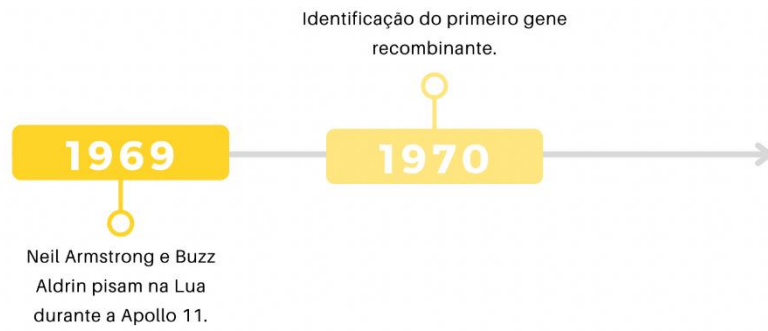 Identificação do primeiro gene
recombinante.
1969
1970
Neil Armstrong e Buzz
Aldrin pisam na Lua
durante a Apollo 11.